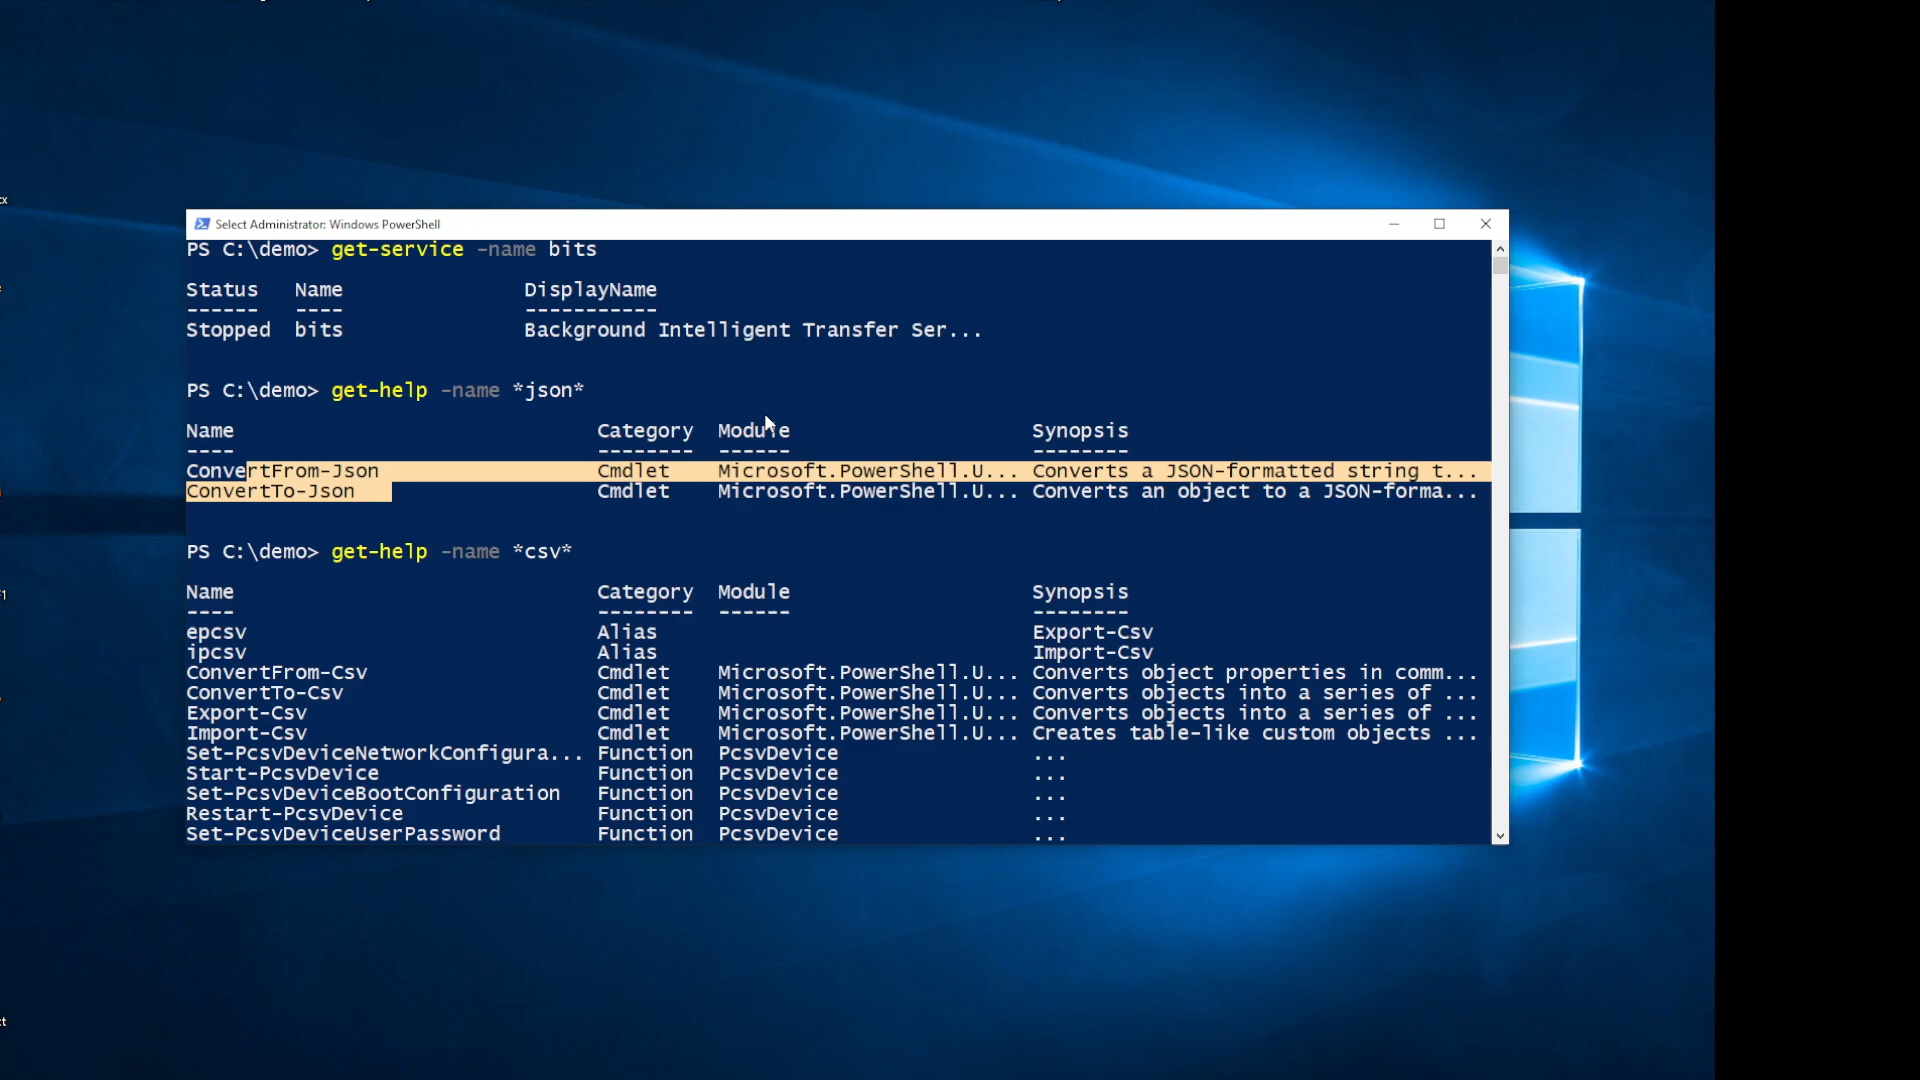 Select Administrator: Windows PowerShell
PS C:\demo> get-service -name bits
Status   Name               DisplayName
------   ----               -----------
Stopped  bits               Background Intelligent Transfer Ser...
PS C:\demo> get-help -name *json*
Name                              Category  Module                    Synopsis
----                              --------  ------                    --------
ConvertFrom-Json                  Cmdlet    Microsoft.PowerShell.U... Converts a JSON-formatted string t...
ConvertTo-Json                    Cmdlet    Microsoft.PowerShell.U... Converts an object to a JSON-forma...
PS C:\demo> get-help -name *csv*
Name                              Category  Module                    Synopsis
----                              --------  ------                    --------
epcsv                             Alias                               Export-Csv
ipcsv                             Alias                               Import-Csv
ConvertFrom-Csv                   Cmdlet    Microsoft.PowerShell.U... Converts object properties in comm...
ConvertTo-Csv                     Cmdlet    Microsoft.PowerShell.U... Converts objects into a series of ...
Export-Csv                        Cmdlet    Microsoft.PowerShell.U... Converts objects into a series of ...
Import-Csv                        Cmdlet    Microsoft.PowerShell.U... Creates table-like custom objects ...
Set-PcsvDeviceNetworkConfigura... Function  PcsvDevice                ...
Start-PcsvDevice                  Function  PcsvDevice                ...
Set-PcsvDeviceBootConfiguration   Function  PcsvDevice                ...
Restart-PcsvDevice                Function  PcsvDevice                ...
Set-PcsvDeviceUserPassword        Function  PcsvDevice                ...